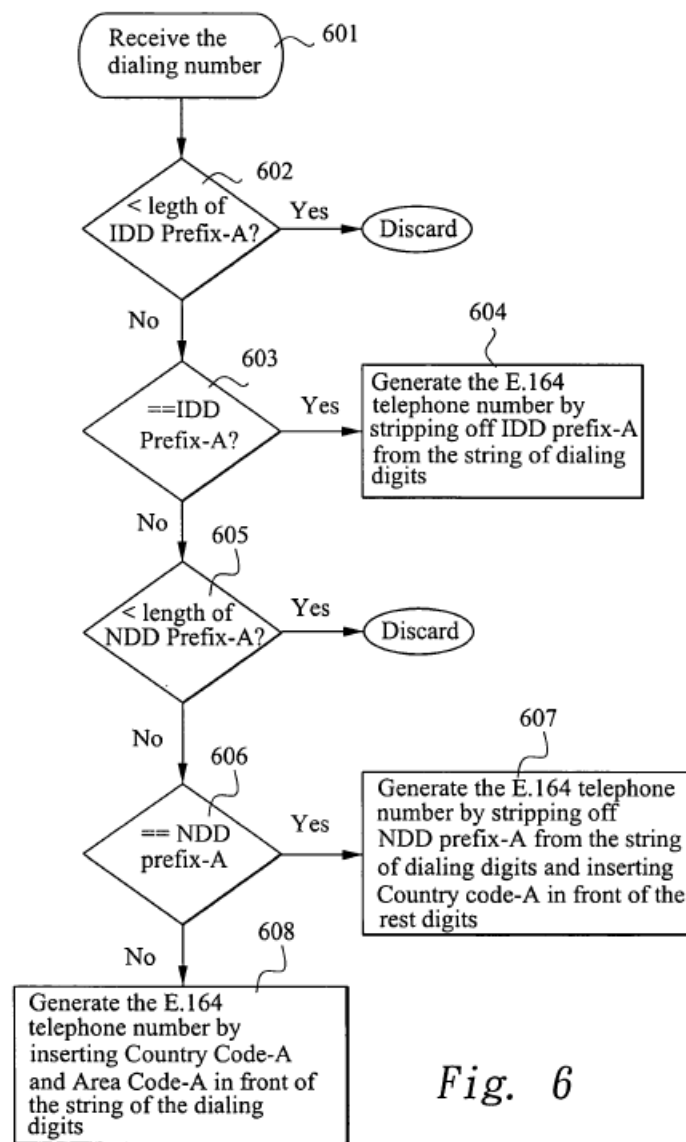 Receive the
dialing number
601
602
< legth of
IDD Prefix-A?
Yes
Discard
No
603
==IDD
Prefix-A?
Yes
604
Generate the E.164
telephone number by
stripping off IDD prefix-A
from the string of dialing
digits
No
605
< length of
NDD Prefix-A?
Yes
Discard
No
606
== NDD
prefix-A
Yes
607
Generate the E.164 telephone
number by stripping off
NDD prefix-A from the string
of dialing digits and inserting
Country code-A in front of the
rest digits
No
608
Generate the E.164
telephone number by
inserting Country Code-A
and Area Code-A in front of
the string of the dialing
digits
Fig. 6